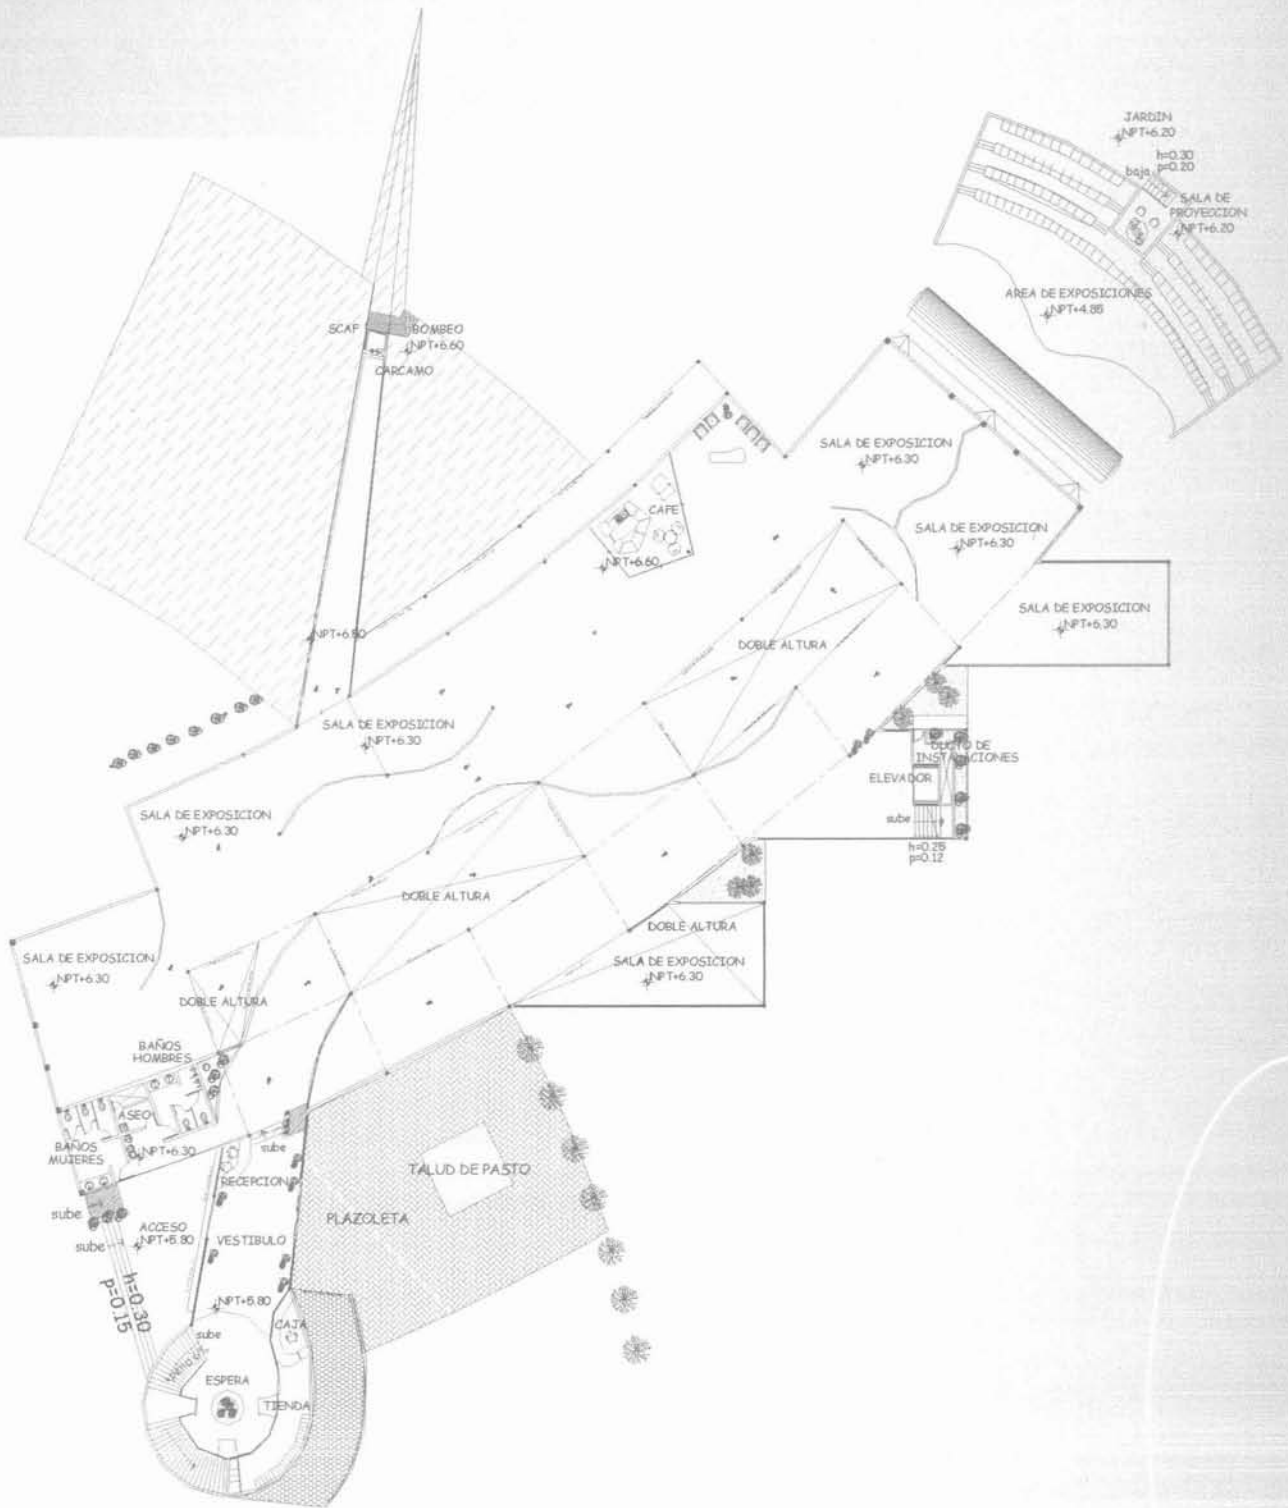 JARDIN
NPT+6.20
h=0.30
p=0.20
baja
SALA DE
PROYECCION
NPT+6.20
AREA DE EXPOSICIONES
NPT+4.85
SCAF
BOMBEO
NPT+6.60
CARCAMO
SALA DE EXPOSICION
NPT+6.30
CAFE
NPT+6.60
SALA DE EXPOSICION
NPT+6.30
SALA DE EXPOSICION
NPT+6.30
DOBLE ALTURA
SALA DE EXPOSICION
NPT+6.30
DUCTO DE
INSTALACIONES
ELEVADOR
sube
h=0.25
p=0.12
SALA DE EXPOSICION
NPT+6.30
DOBLE ALTURA
DOBLE ALTURA
SALA DE EXPOSICION
NPT+6.30
SALA DE EXPOSICION
NPT+6.30
DOBLE ALTURA
BAÑOS
HOMBRES
ASEO
BAÑOS
MUJERES
NPT+6.30
sube
RECEPCION
TALUD DE PASTO
PLAZOLETA
sube
sube
ACCESO
NPT+5.80
VESTIBULO
h=0.30
p=0.15
NPT+5.80
sube
CAJA
ESPERA
TIENDA